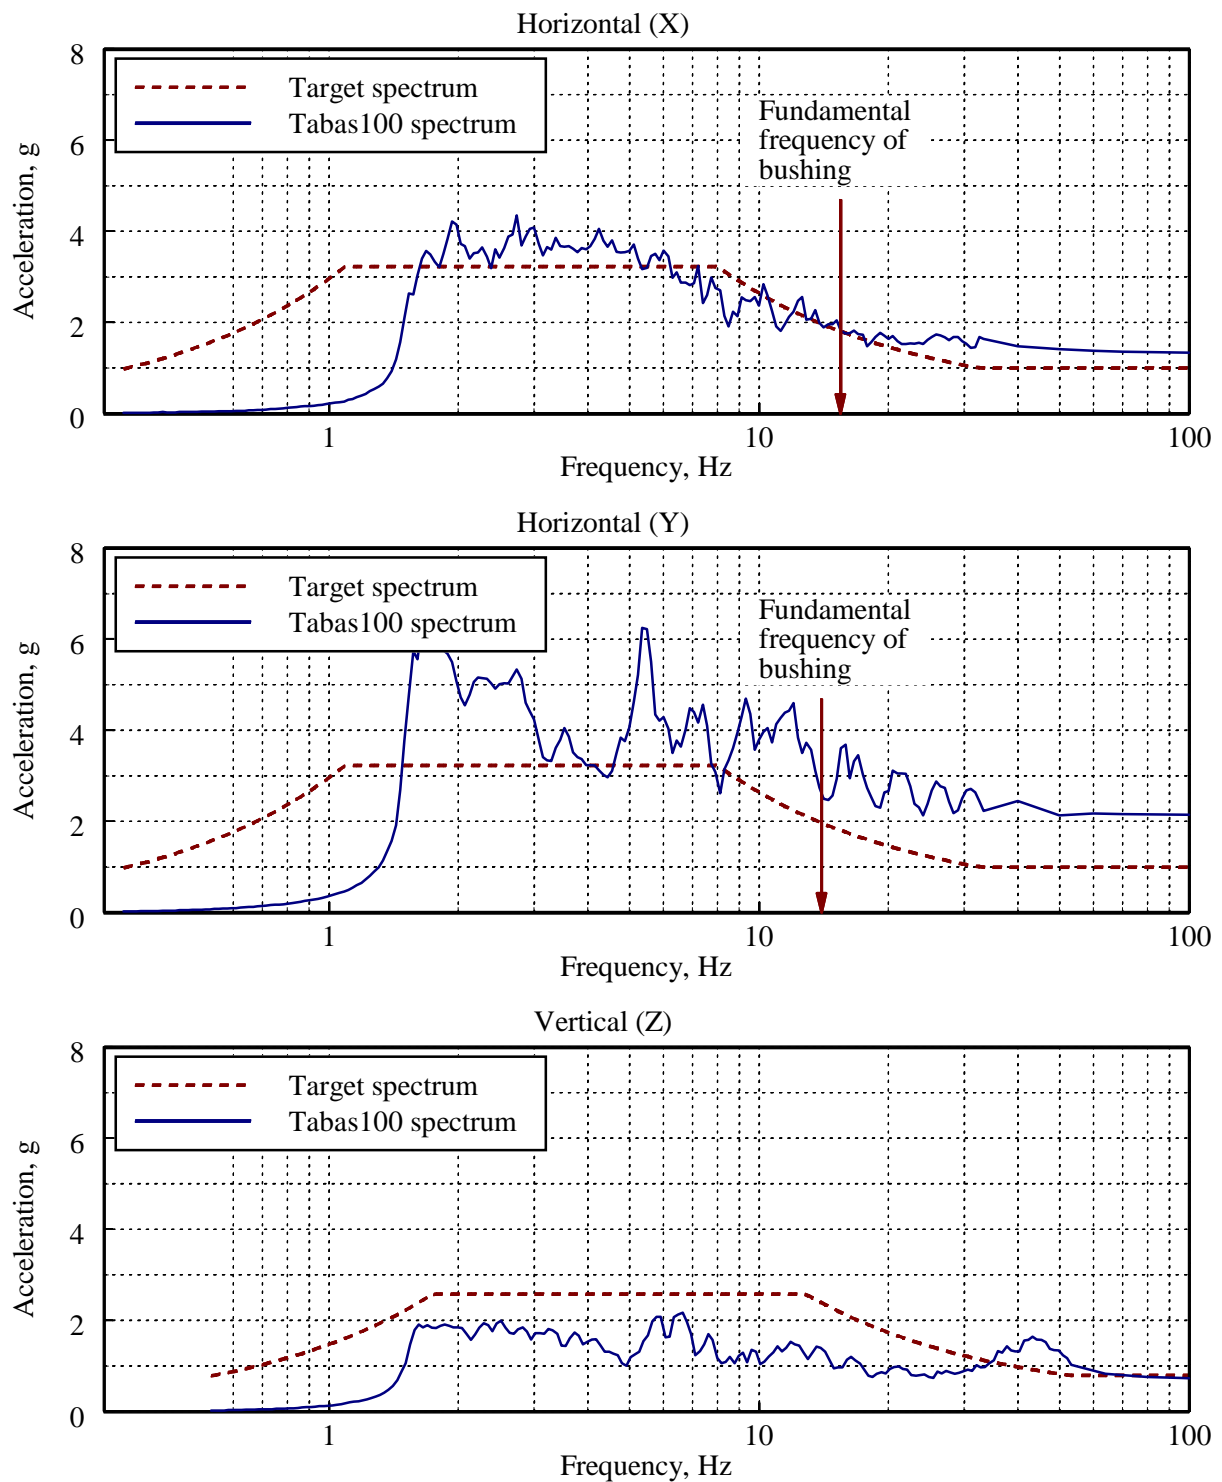 Horizontal (X)
Acceleration, g
8
6
4
2
0
Target spectrum
Tabas100 spectrum
Fundamental
frequency of
bushing
1
10
100
Frequency, Hz
Horizontal (Y)
Acceleration, g
8
6
4
2
0
Target spectrum
Tabas100 spectrum
Fundamental
frequency of
bushing
1
10
100
Frequency, Hz
Vertical (Z)
Acceleration, g
8
6
4
2
0
Target spectrum
Tabas100 spectrum
1
10
100
Frequency, Hz